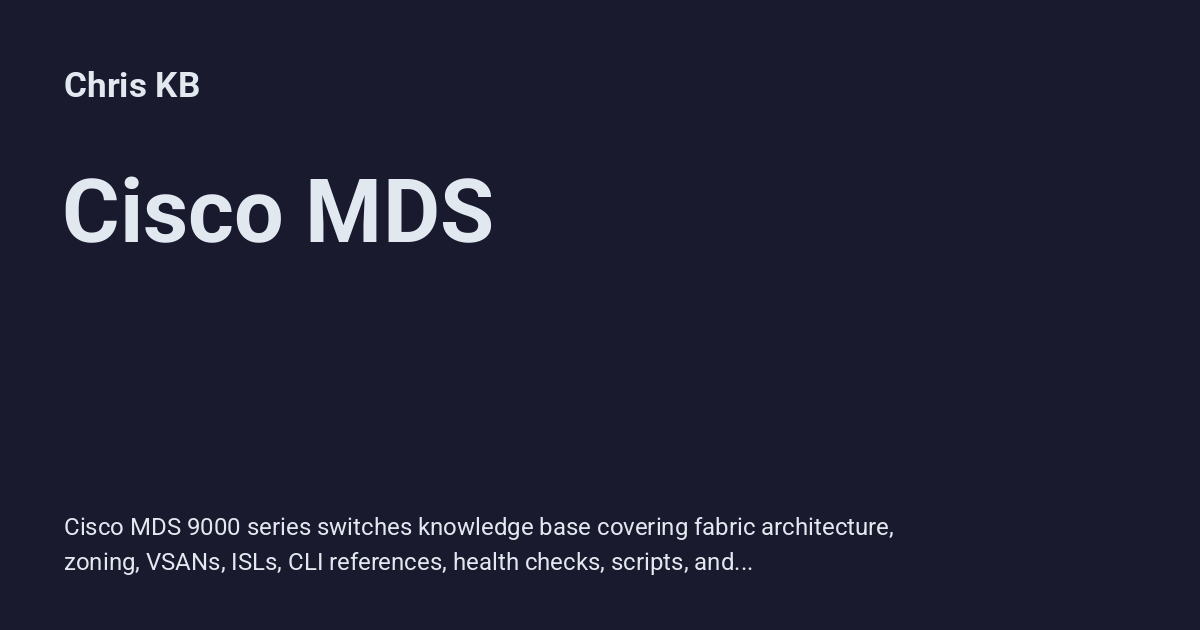 Chris KB
Cisco MDS
Cisco MDS 9000 series switches knowledge base covering fabric architecture,
zoning, VSANs, ISLs, CLI references, health checks, scripts, and...